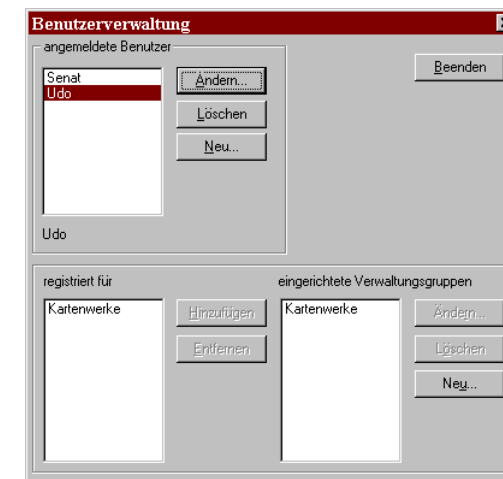 Benutzerverwaltung
angemeldete Benutzer
Senat
Udo
Ändern...
Löschen
Neu...
Beenden
Udo
registriert für
Kartenwerke
Hinzufügen
Entfernen
eingerichtete Verwaltungsgruppen
Kartenwerke
Ändern...
Löschen
Neu...